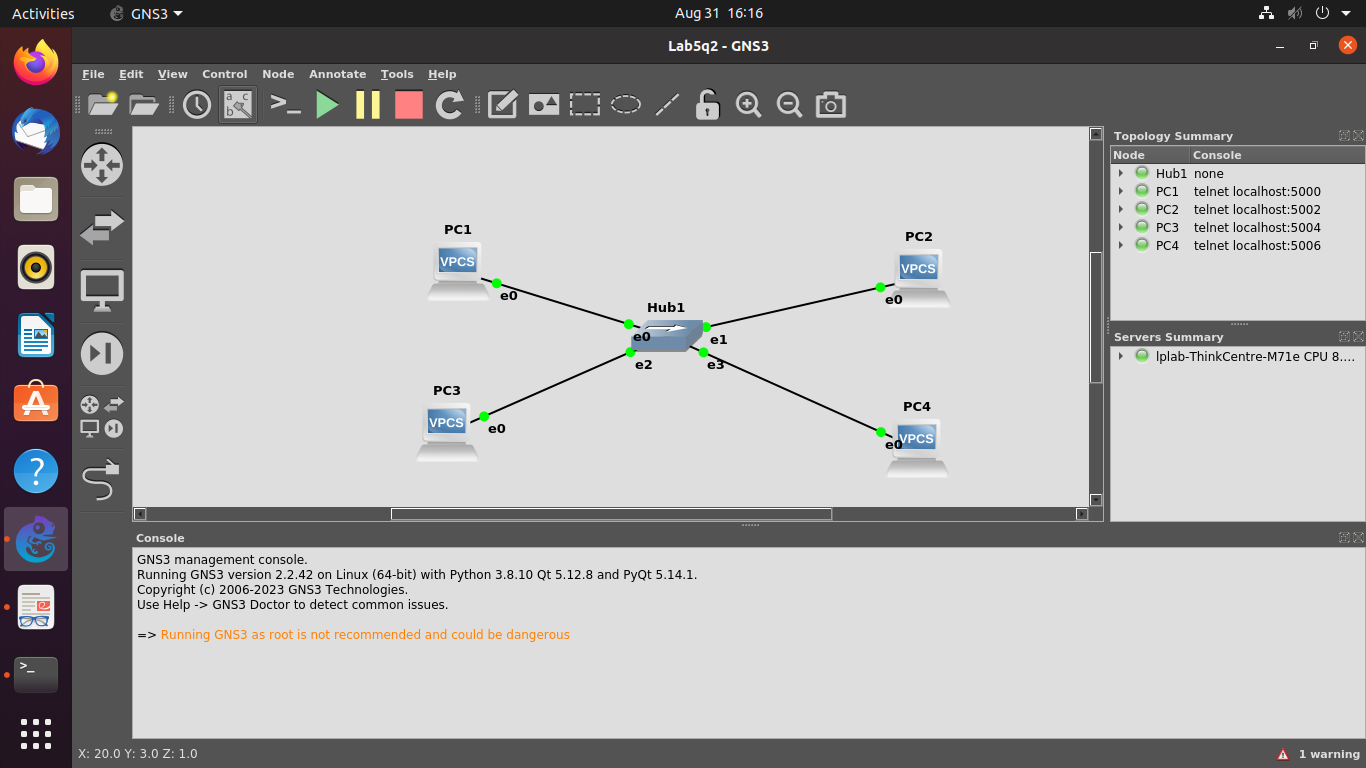 Activities GNS3 Aug 31 16:16
Lab5q2 - GNS3
File Edit View Control Node Annotate Tools Help
a
b c
>_
Topology Summary
Node Console
Hub1 none
PC1 telnet localhost:5000
PC2 telnet localhost:5002
PC3 telnet localhost:5004
PC4 telnet localhost:5006
Servers Summary
lplab-ThinkCentre-M71e CPU 8....
PC1
VPCS
e0
PC2
VPCS
e0
Hub1
e0
e1
e2
e3
PC3
VPCS
e0
PC4
VPCS
e0
Console
GNS3 management console.
Running GNS3 version 2.2.42 on Linux (64-bit) with Python 3.8.10 Qt 5.12.8 and PyQt 5.14.1.
Copyright (c) 2006-2023 GNS3 Technologies.
Use Help -> GNS3 Doctor to detect common issues.
=> Running GNS3 as root is not recommended and could be dangerous
A
?
>_
X: 20.0 Y: 3.0 Z: 1.0
1 warning